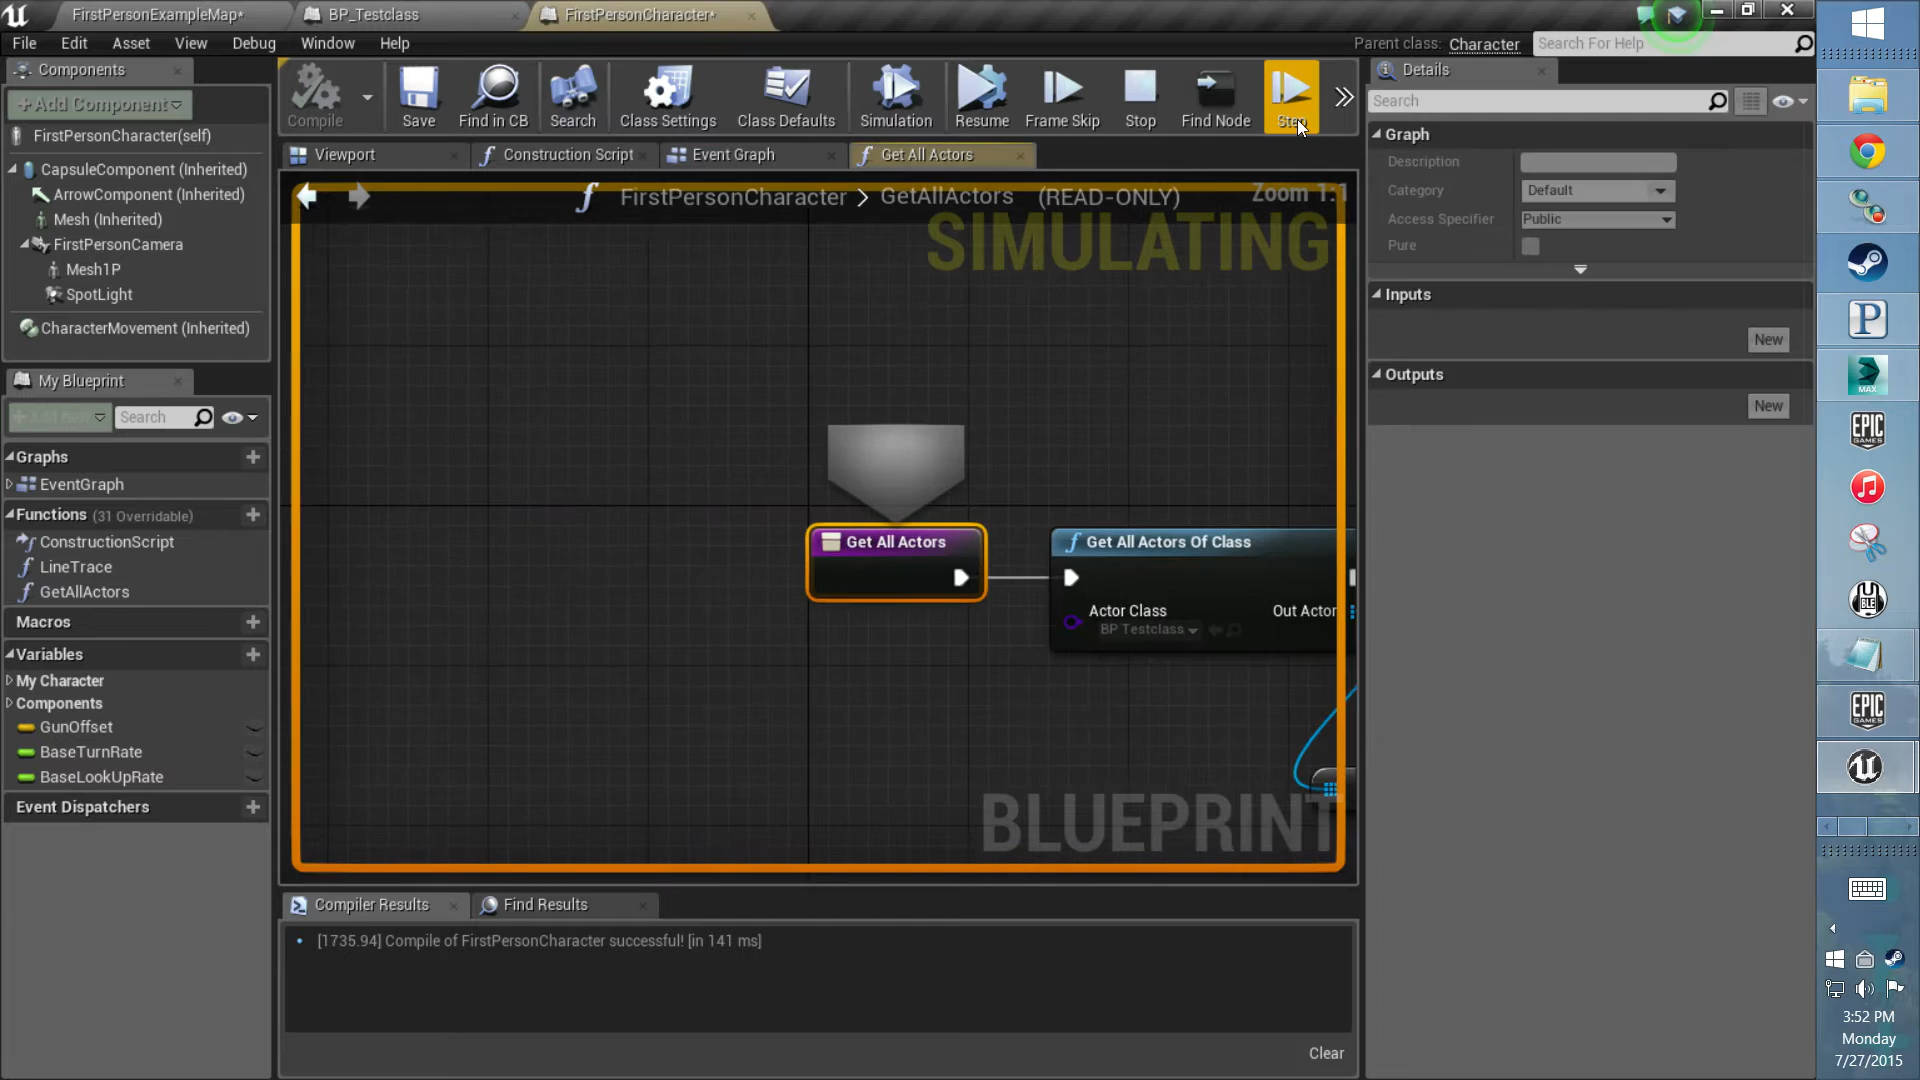 FirstPersonExampleMap*
BP_Testclass
FirstPersonCharacter*
File Edit Asset View Debug Window Help
Parent class: Character
Search For Help
Components
Add Component
FirstPersonCharacter(self)
CapsuleComponent (Inherited)
ArrowComponent (Inherited)
Mesh (Inherited)
FirstPersonCamera
Mesh1P
SpotLight
CharacterMovement (Inherited)
My Blueprint
Search
Graphs
EventGraph
Functions (31 Overridable)
ConstructionScript
LineTrace
GetAllActors
Macros
Variables
My Character
Components
GunOffset
BaseTurnRate
BaseLookUpRate
Event Dispatchers
Compile Save Find in CB Search Class Settings Class Defaults Simulation Resume Frame Skip Stop Find Node Step
Viewport Construction Script Event Graph Get All Actors
FirstPersonCharacter > GetAllActors (READ-ONLY)
Zoom 1:1
SIMULATING
Get All Actors
Get All Actors Of Class
Actor Class
BP Testclass
Out Actor
BLUEPRINT
Compiler Results Find Results
[1735.94] Compile of FirstPersonCharacter successful! [in 141 ms]
Clear
Details
Search
Graph
Description
Category Default
Access Specifier Public
Pure
Inputs
New
Outputs
New
P
MAX
EPIC
GAMES
EPIC
GAMES
3:52 PM
Monday
7/27/2015